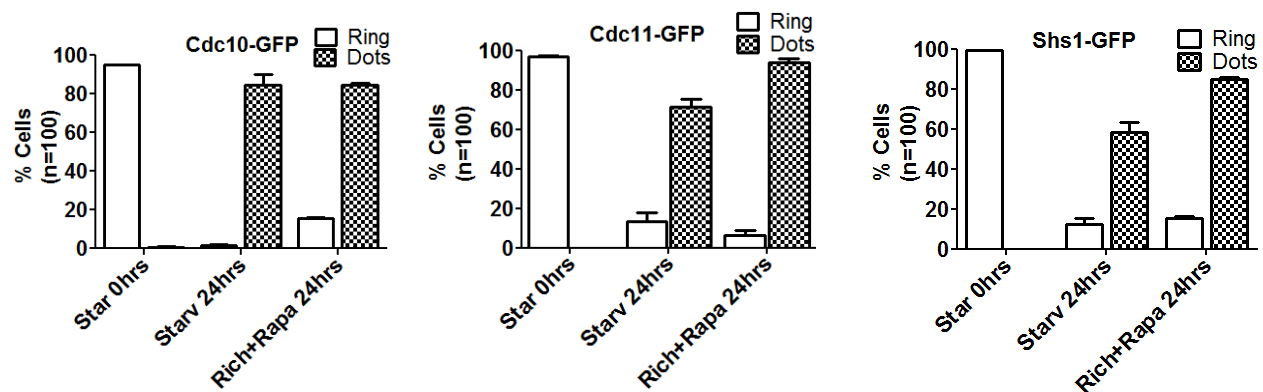 Cdc10-GFP
Ring
Dots
% Cells
(n=100)
100
80
60
40
20
0
Star 0hrs
Starv 24hrs
Rich+Rapa 24hrs
Cdc11-GFP
Ring
Dots
% Cells
(n=100)
100
80
60
40
20
0
Star 0hrs
Starv 24hrs
Rich+Rapa 24hrs
Shs1-GFP
Ring
Dots
% Cells
(n=100)
100
80
60
40
20
0
Star 0hrs
Starv 24hrs
Rich+Rapa 24hrs